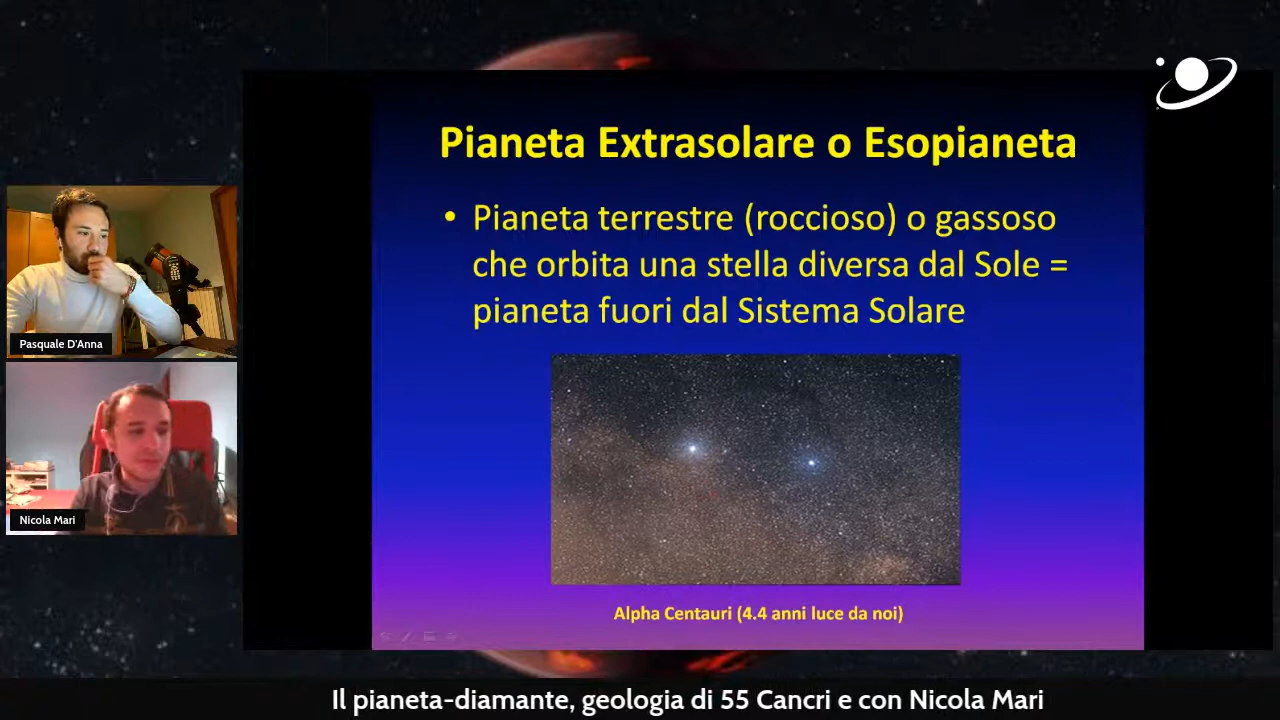 Pianeta Extrasolare o Esopianeta
• Pianeta terrestre (roccioso) o gassoso
che orbita una stella diversa dal Sole =
pianeta fuori dal Sistema Solare
Alpha Centauri (4.4 anni luce da noi)
Pasquale D'Anna
Nicola Mari
Il pianeta-diamante, geologia di 55 Cancri e con Nicola Mari